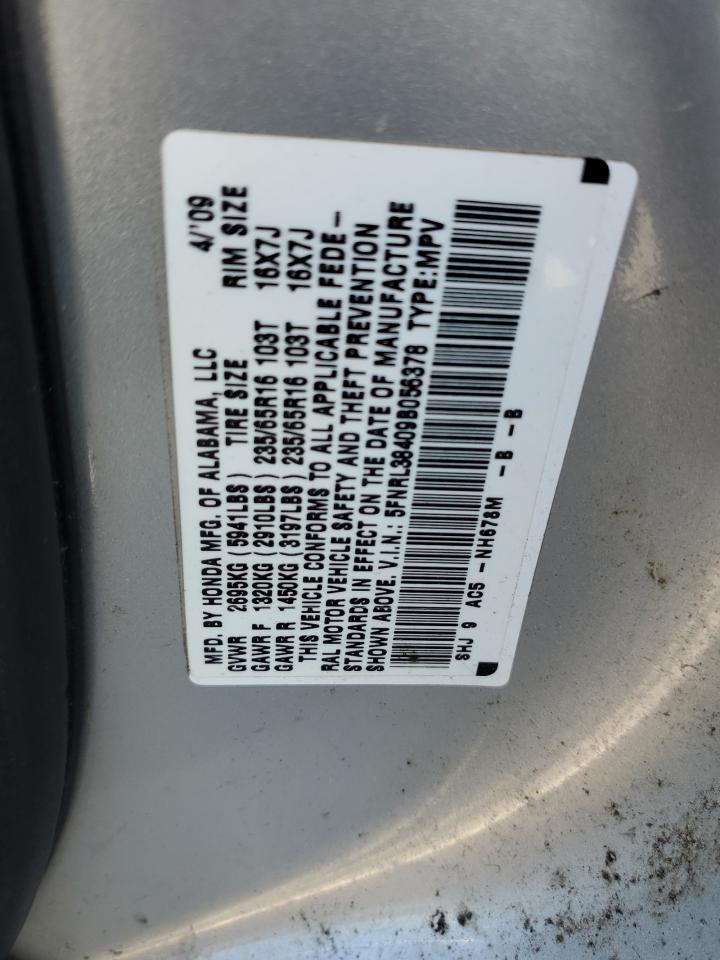 MFD. BY HONDA MFG. OF ALABAMA, LLC 4/'09
GVWR 2695KG (5941LBS) TIRE SIZE RIM SIZE
GAWR F 1320KG (2910LBS) 235/65R16 103T 16X7J
GAWR R 1450KG (3197LBS) 235/65R16 103T 16X7J
THIS VEHICLE CONFORMS TO ALL APPLICABLE FEDE-
RAL MOTOR VEHICLE SAFETY AND THEFT PREVENTION
STANDARDS IN EFFECT ON THE DATE OF MANUFACTURE
SHOWN ABOVE. V.I.N.: 5FNRL38409B056378 TYPE:MPV
SHJ 9 AC5 - NH678M - B - B